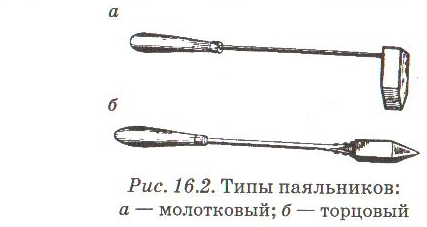 а
б
Рис. 16.2. Типы паяльников:
а — молотковый; б — торцовый